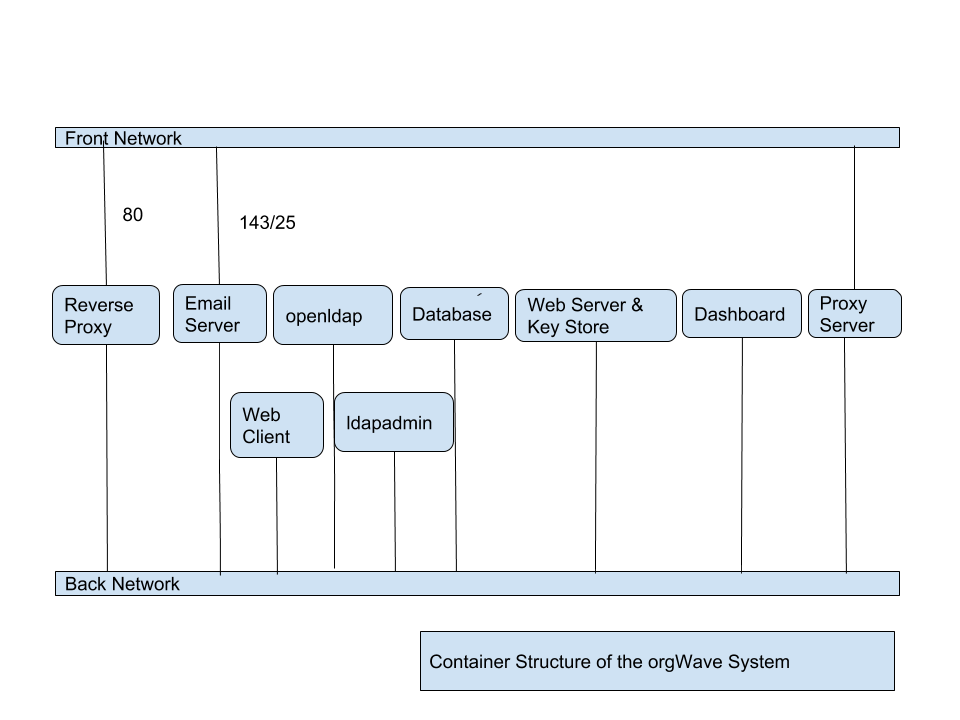 Front Network
80
143/25
Reverse
Proxy
Email
Server
openldap
Database
Web Server &
Key Store
Dashboard
Proxy
Server
Web
Client
ldapadmin
Back Network
Container Structure of the orgWave System